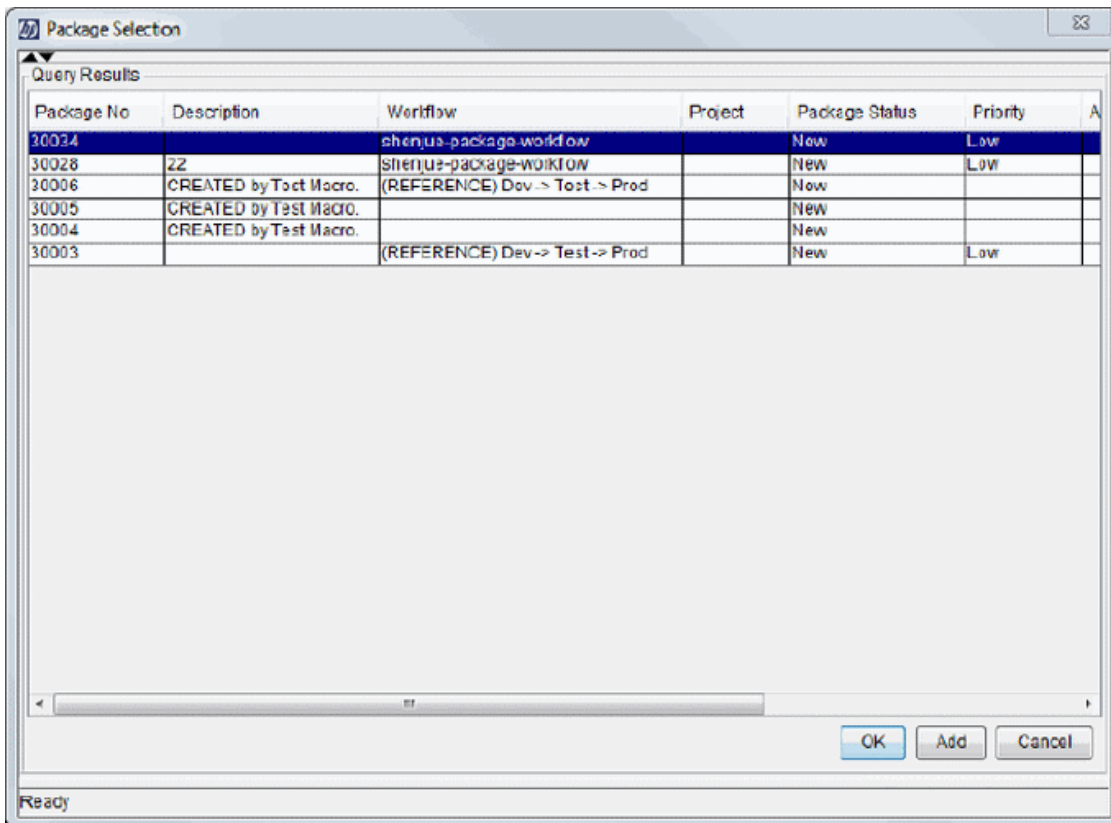 hp Package Selection
Query Results
Package No Description Workflow Project Package Status Priority A
30034 shenjue-package-workflow New Low
30028 ZZ shenjue-package-workflow New Low
30006 CREATED by Test Macro. (REFERENCE) Dev -> Test -> Prod New
30005 CREATED by Test Macro. New
30004 CREATED by Test Macro. New
30003 (REFERENCE) Dev -> Test -> Prod New Low
OK Add Cancel
Ready